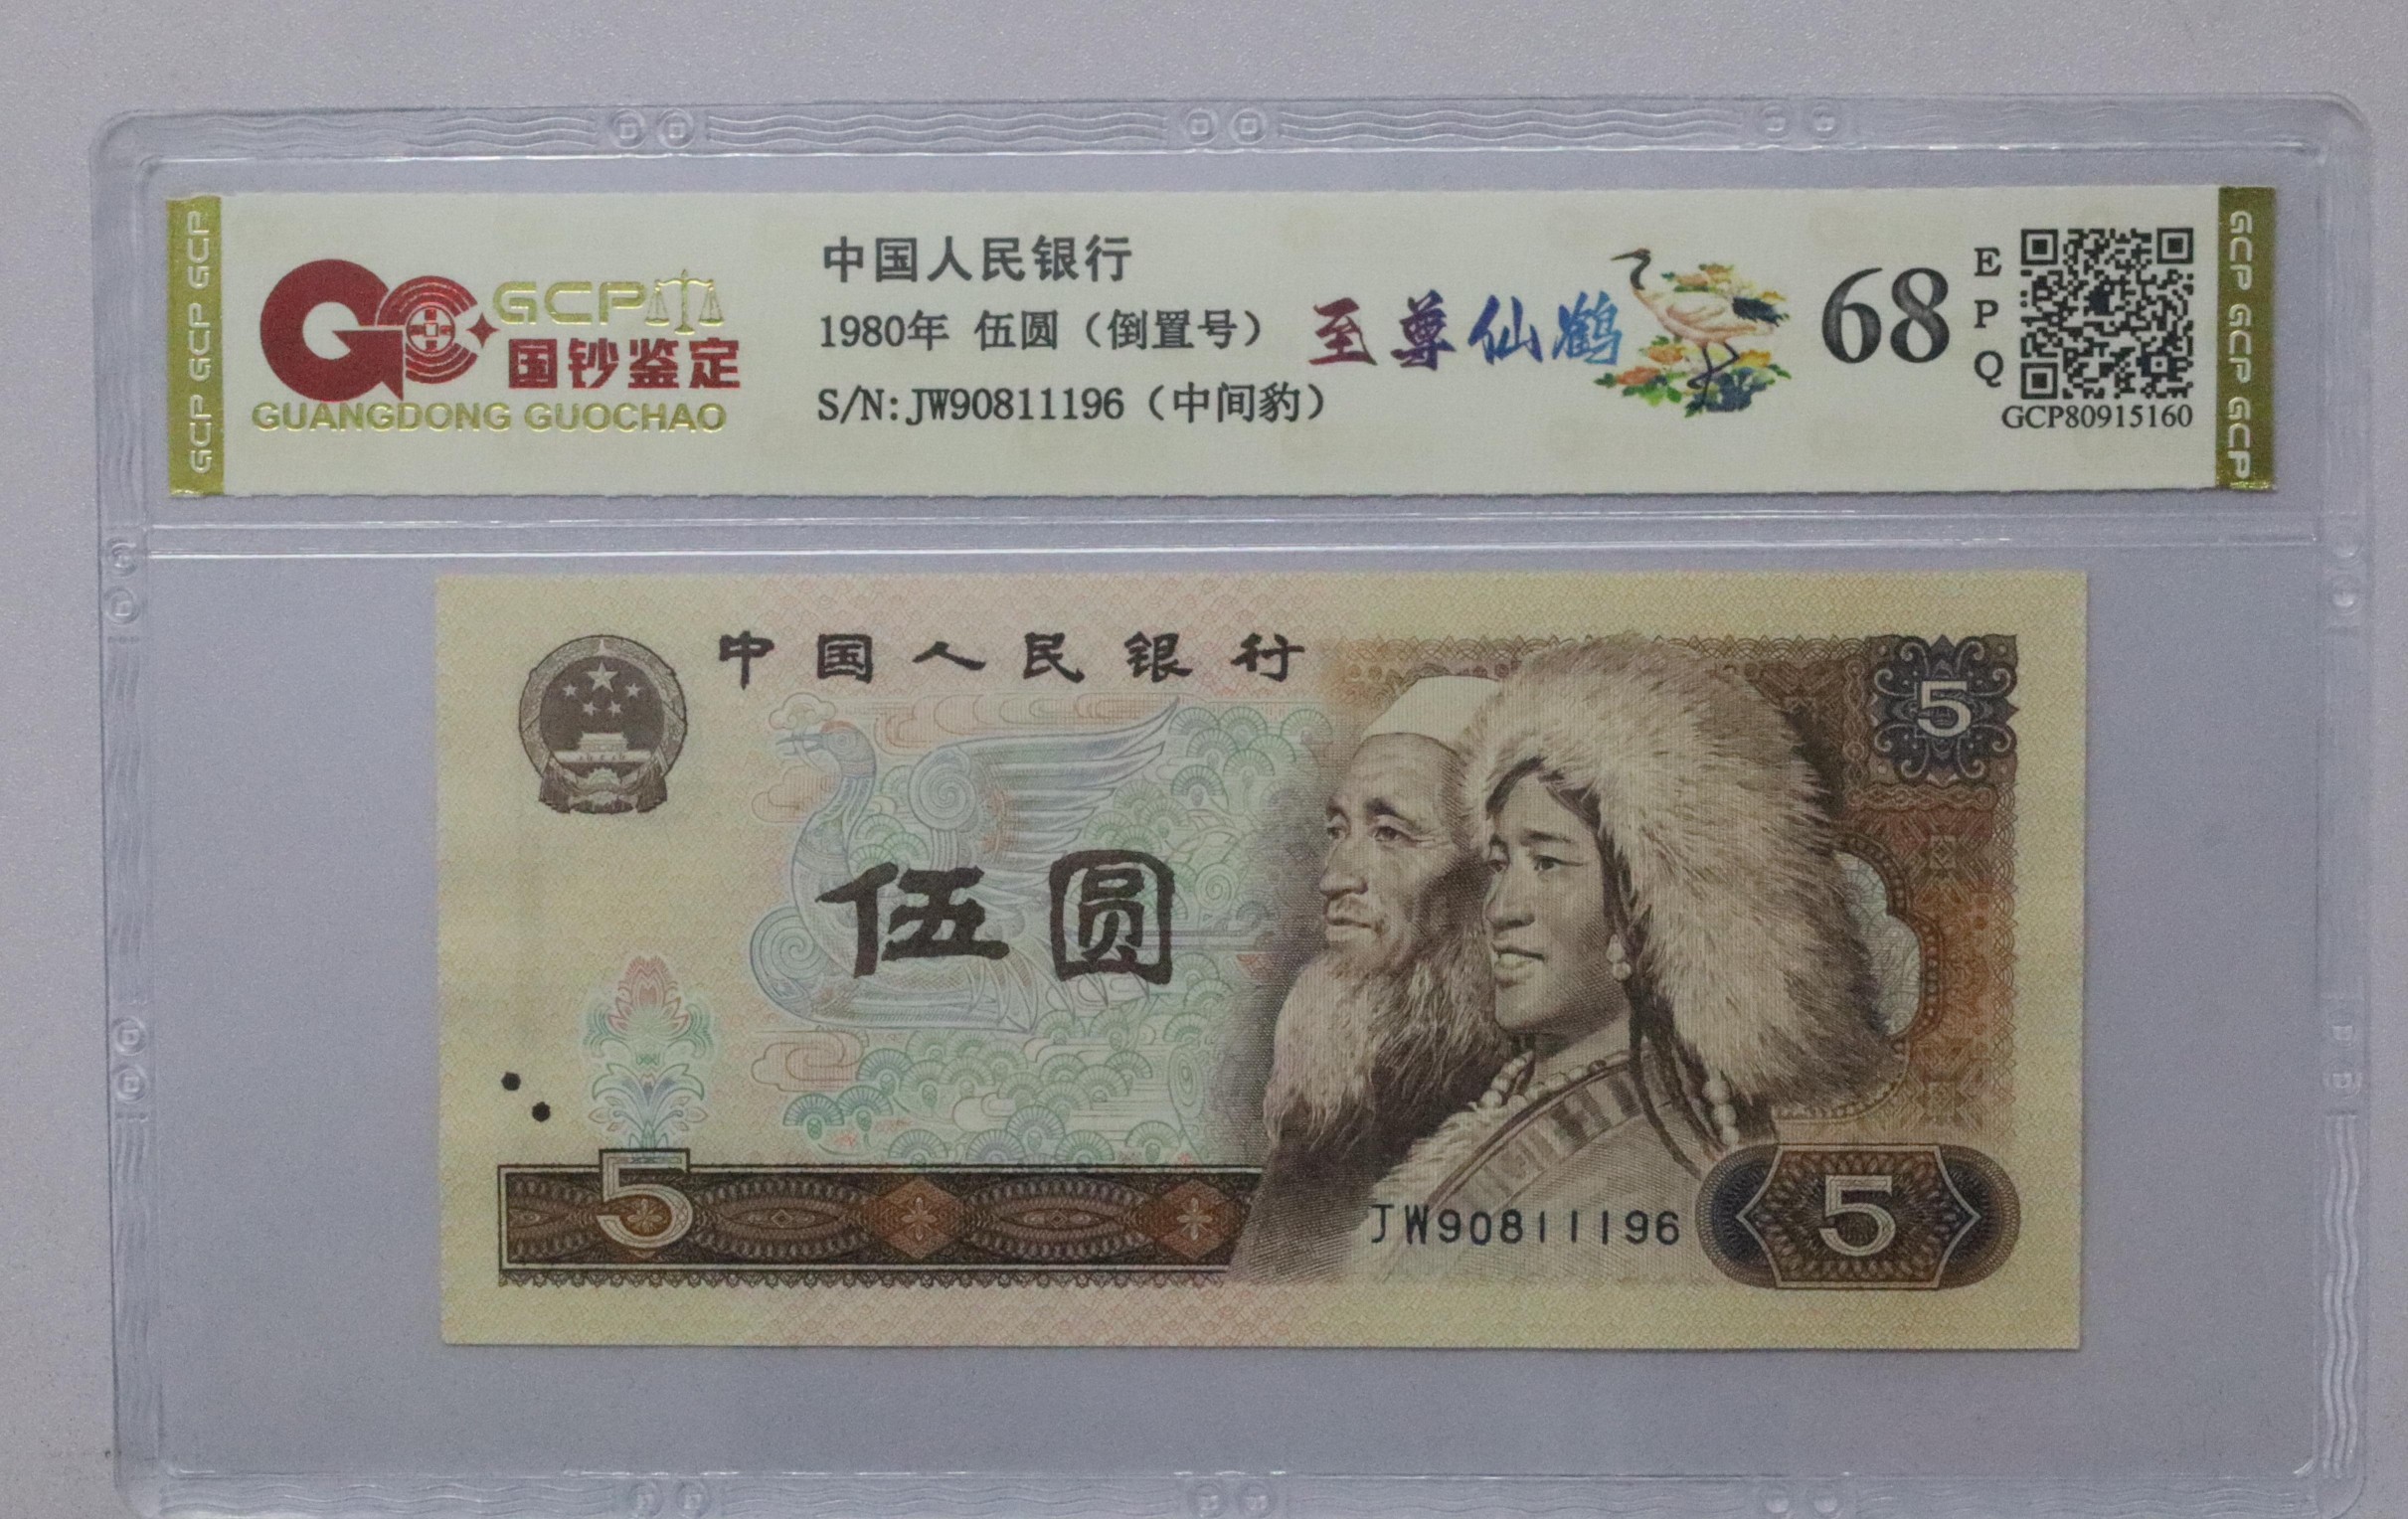 GCP GCP GCP
GCP
国钞鉴定
GUANGDONG GUOCHAO
中国人民银行
1980年 伍圆（倒置号）
S/N:JW90811196（中间豹）
至尊仙鹤
68
EPQ
GCP80915160
GCP GCP GCP
中国人民银行
5
伍圆
5
JW90811196
5